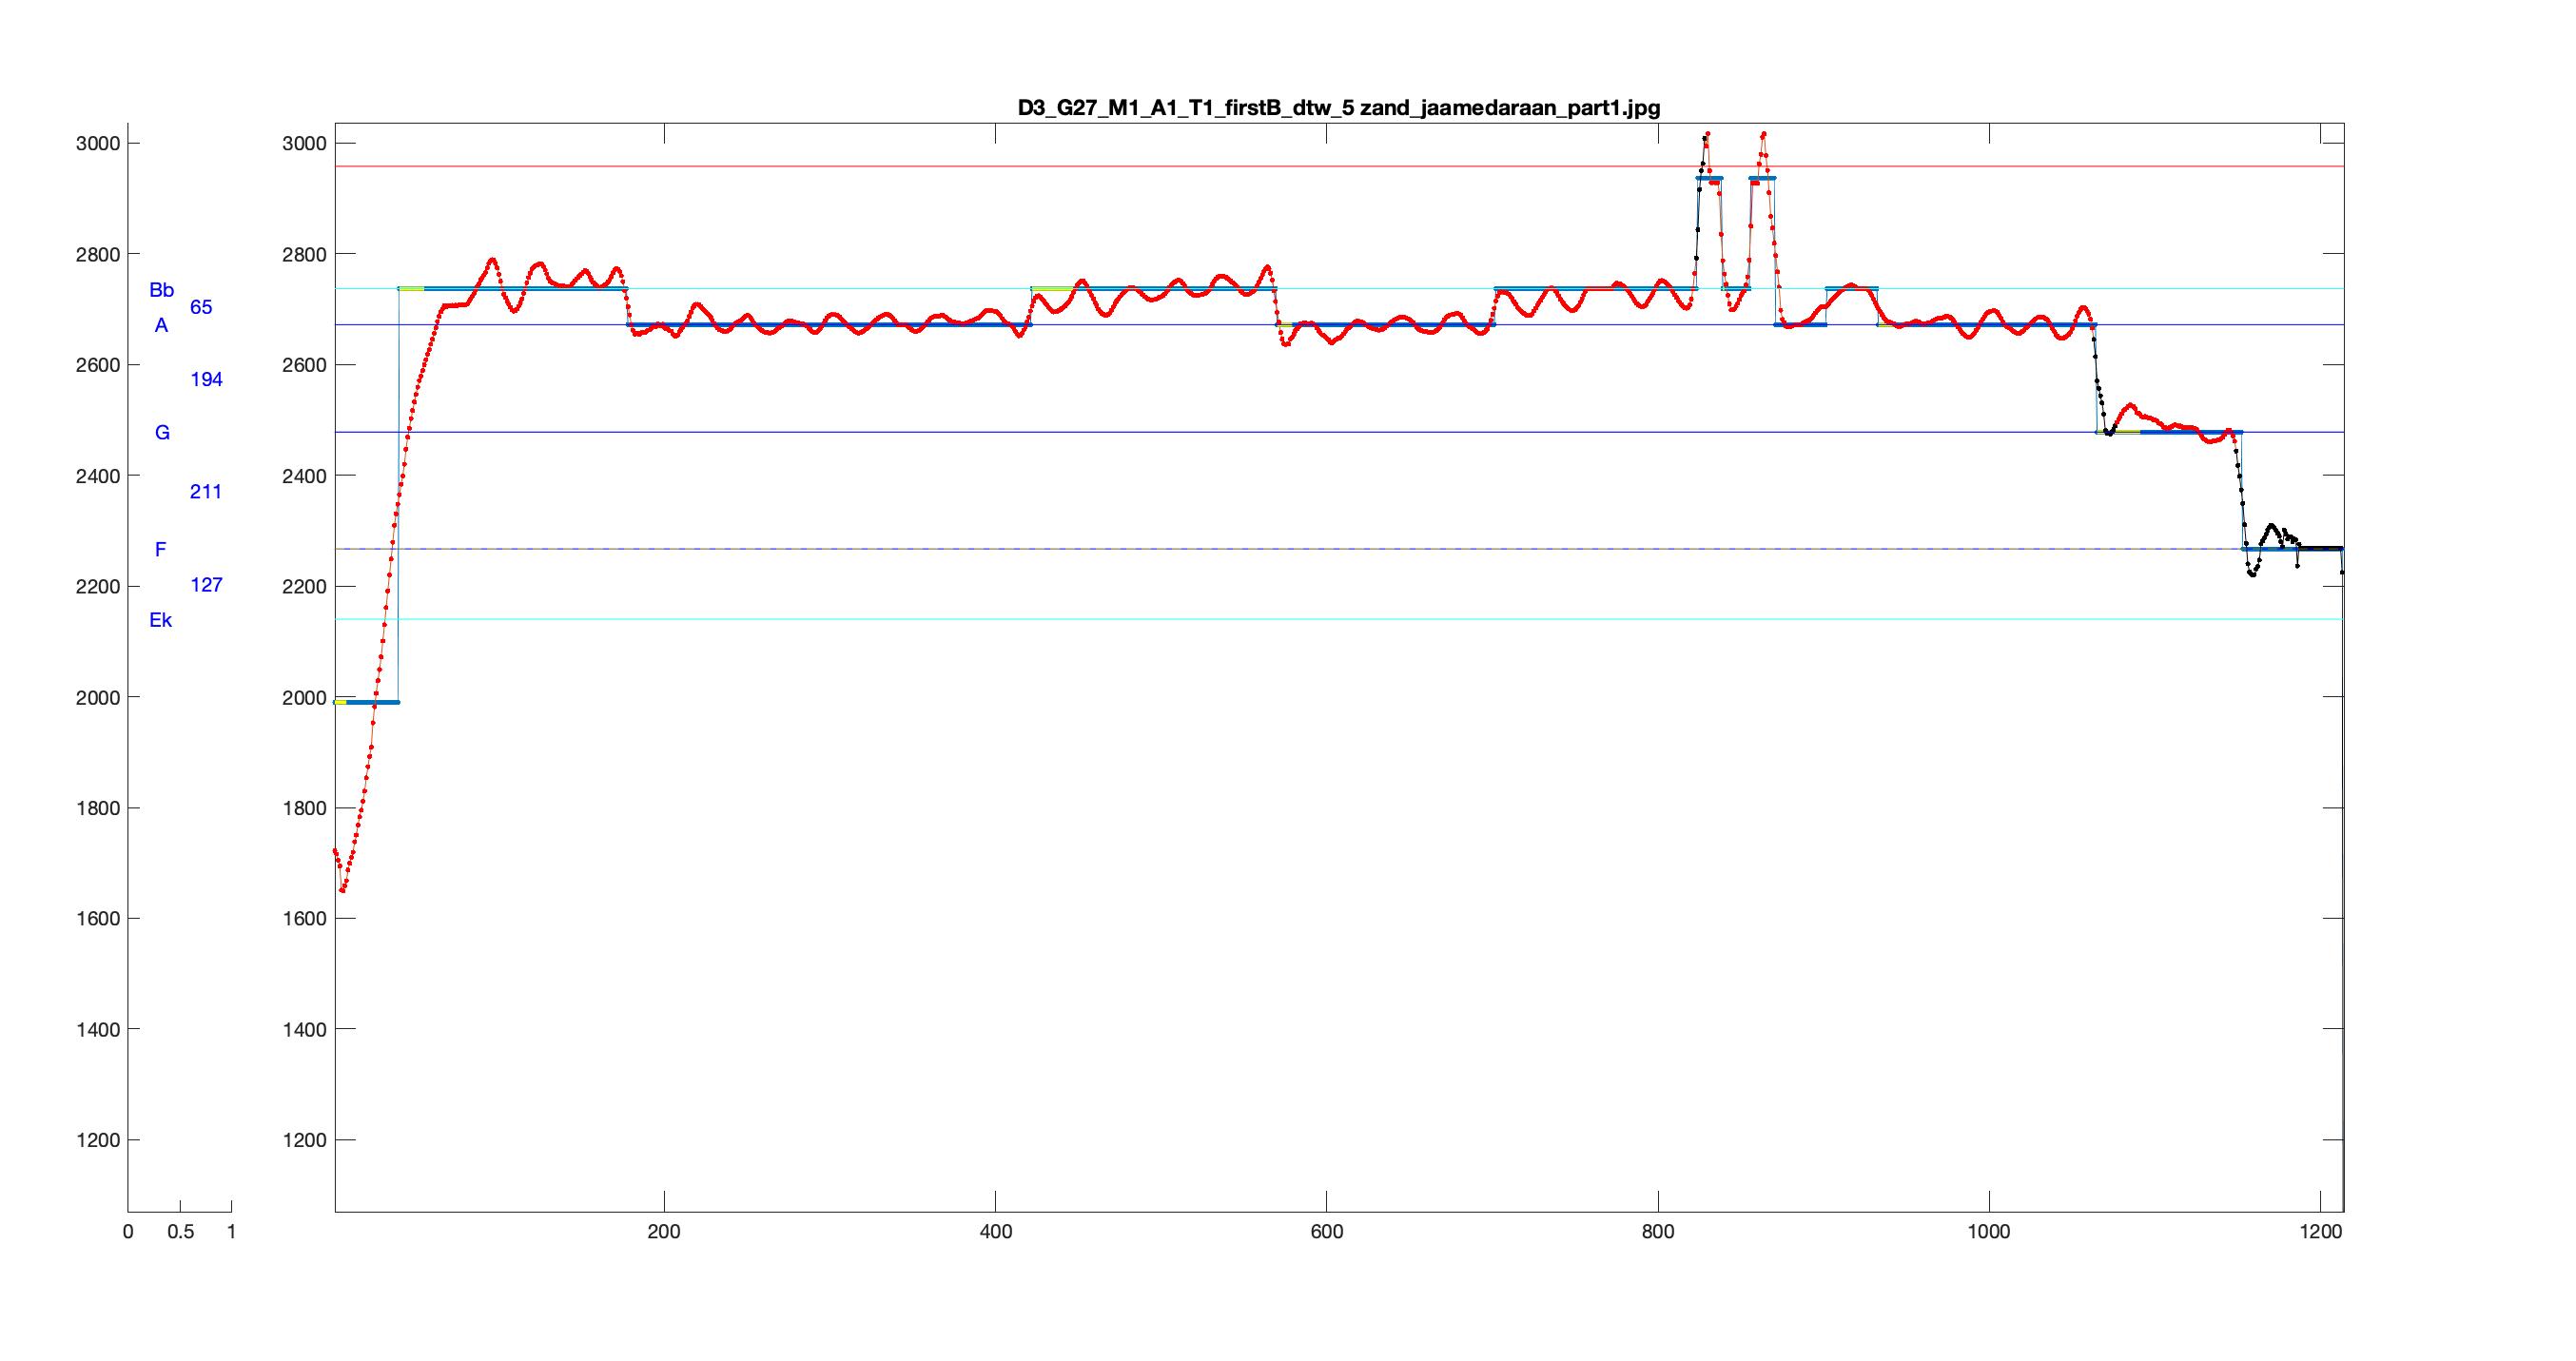 D3_G27_M1_A1_T1_firstB_dtw_5 zand_jaamedaraan_part1.jpg
3000 3000
2800 2800
Bb
65
A
2600 2600
194
G
2400 2400
211
F
2200 127 2200
Ek
2000 2000
1800 1800
1600 1600
1400 1400
1200 1200
0 0.5 1 200 400 600 800 1000 1200